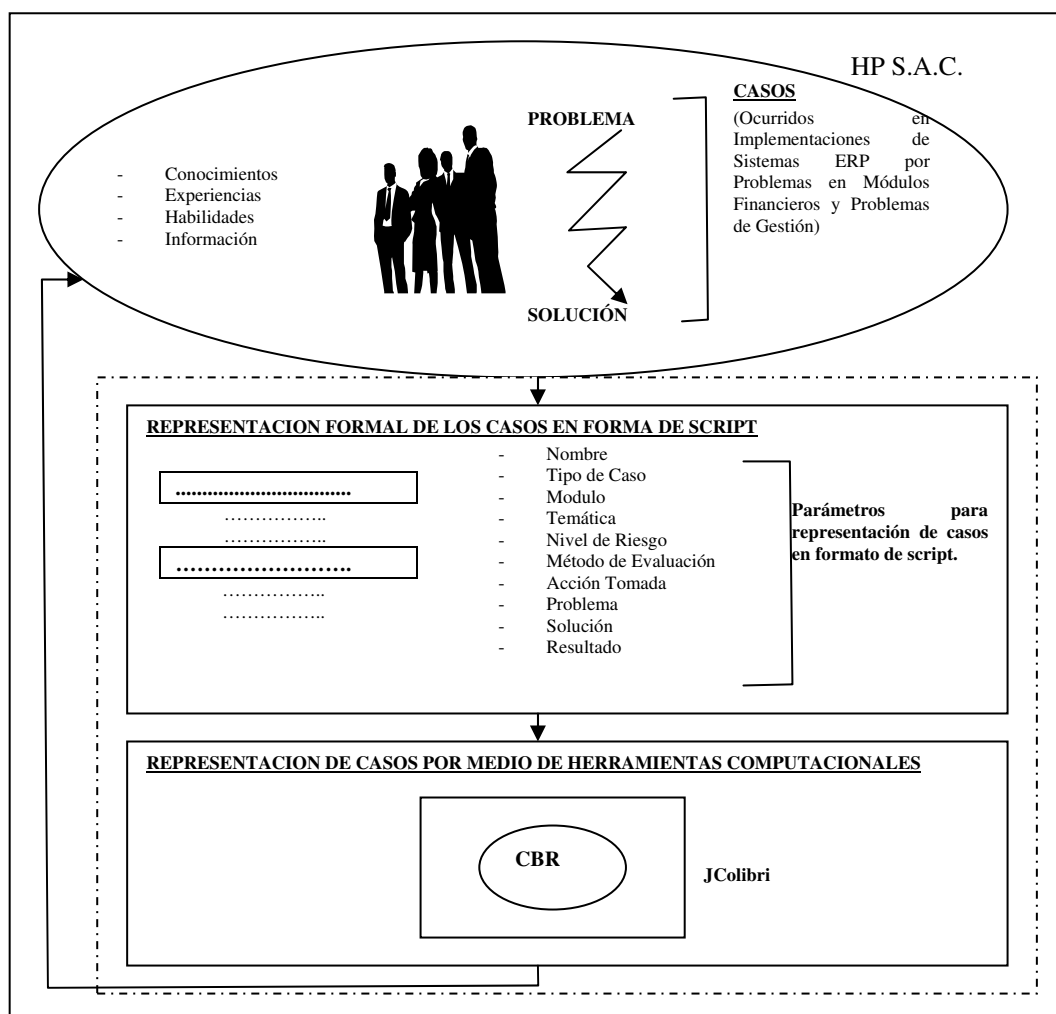 HP S.A.C.
CASOS
(Ocurridos en
Implementaciones de
Sistemas ERP por
Problemas en Módulos
Financieros y Problemas
de Gestión)
PROBLEMA
SOLUCIÓN
- Conocimientos
- Experiencias
- Habilidades
- Información
REPRESENTACION FORMAL DE LOS CASOS EN FORMA DE SCRIPT
..................................
……………..
……………..
……………………..
……………..
……………..
- Nombre
- Tipo de Caso
- Modulo
- Temática
- Nivel de Riesgo
- Método de Evaluación
- Acción Tomada
- Problema
- Solución
- Resultado
Parámetros para
representación de casos
en formato de script.
REPRESENTACION DE CASOS POR MEDIO DE HERRAMIENTAS COMPUTACIONALES
CBR
JColibri